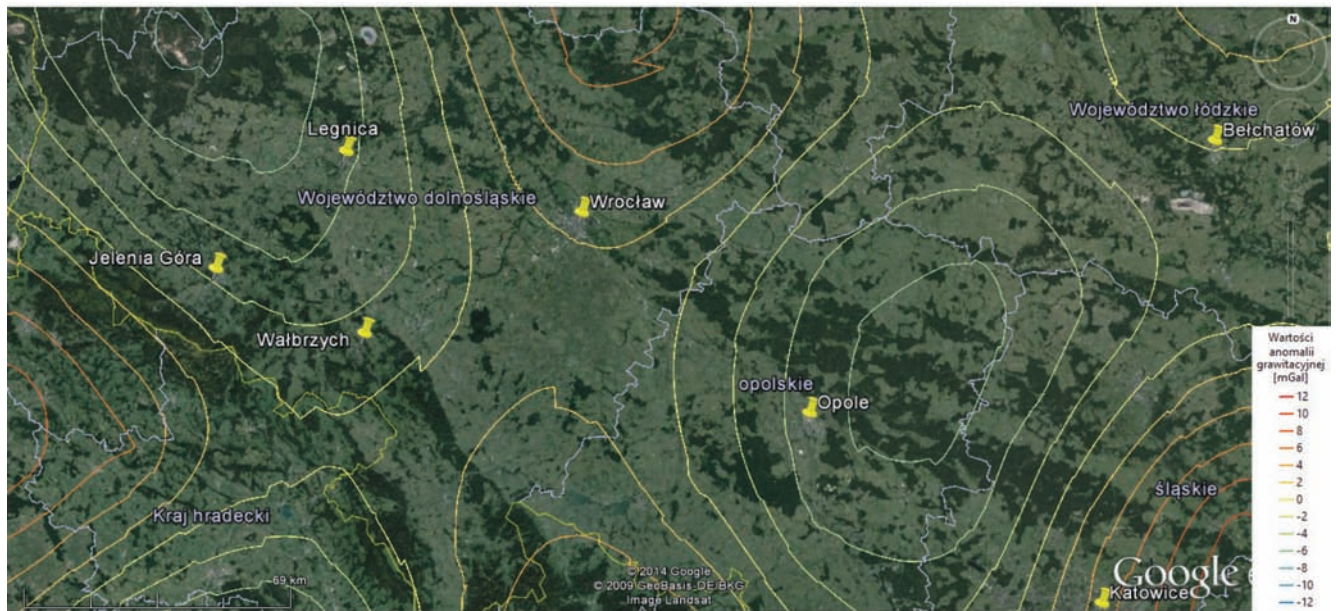 N
Województwo łódzkie
Bełchatów
Legnica
Województwo dolnośląskie
Wrocław
Jelenia Góra
Wałbrzych
opolskie
Opole
śląskie
Kraj hradecki
69 km
© 2014 Google
© 2009 GeoBasis-DE/BKG
Image Landsat
Google
Katowice
Wartości
anomalii
grawitacyjnej
[mGal]
12
10
8
6
4
2
0
-2
-4
-6
-8
-10
-12